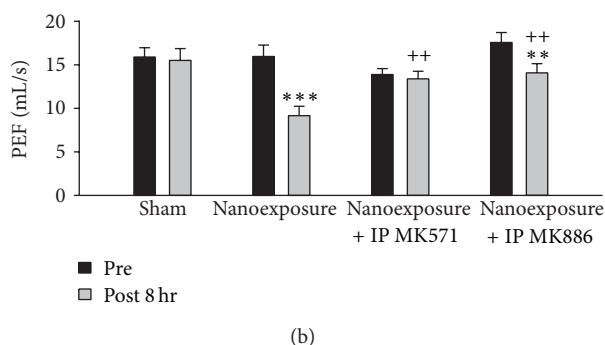 20
15
10
5
0
PEF (mL/s)
***
++
++
**
Sham
Nanoexposure
Nanoexposure
+ IP MK571
Nanoexposure
+ IP MK886
Pre
Post 8 hr
(b)